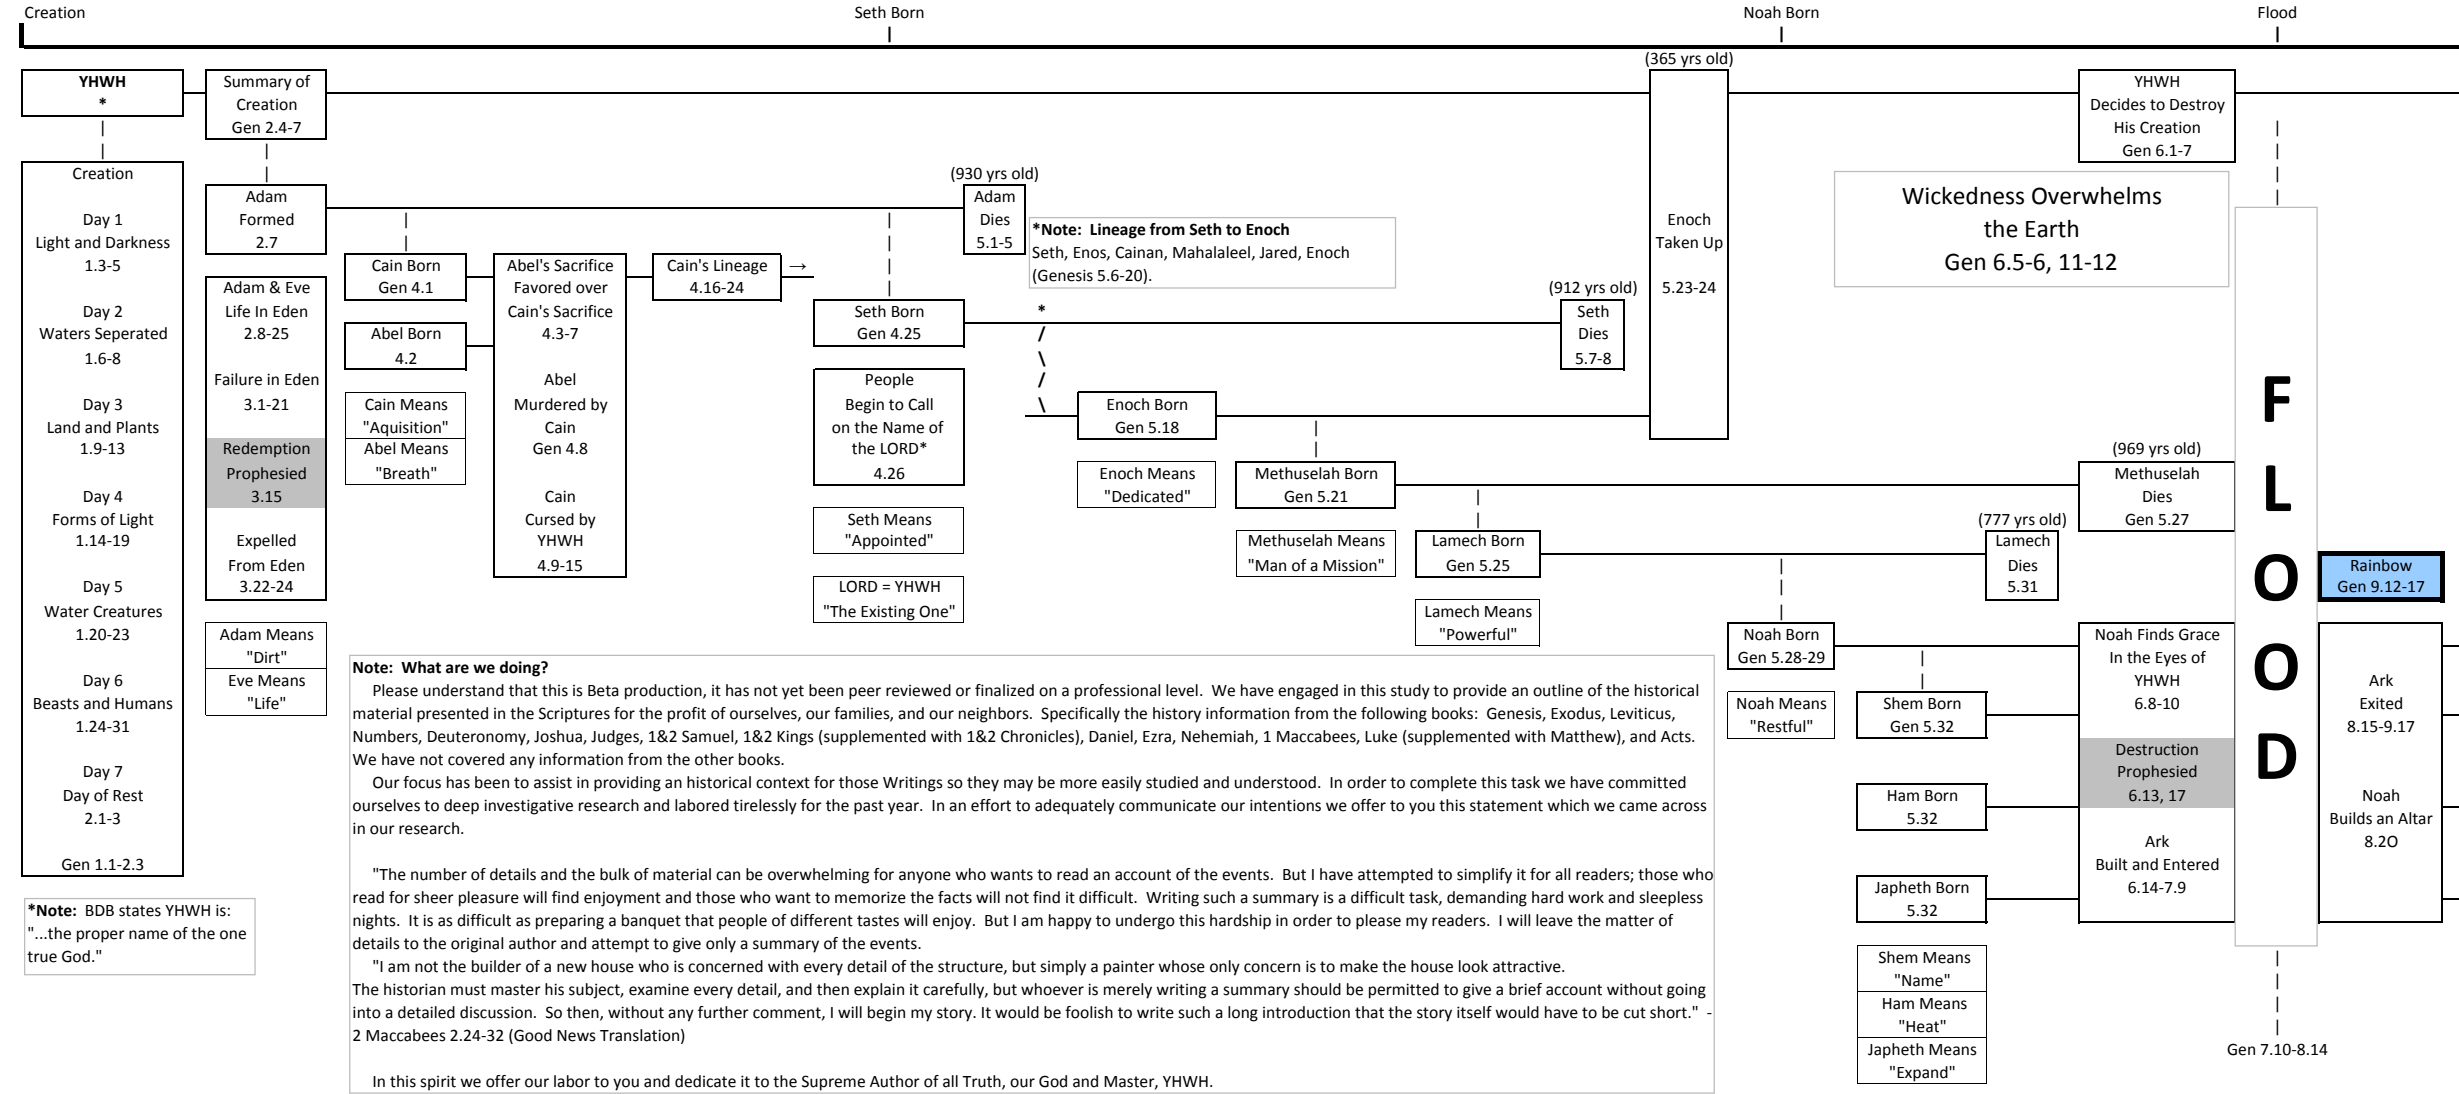 Creation
Seth Born
Noah Born
Flood
YHWH
*
Creation
Day 1
Light and Darkness
1.3-5
Day 2
Waters Seperated
1.6-8
Day 3
Land and Plants
1.9-13
Day 4
Forms of Light
1.14-19
Day 5
Water Creatures
1.20-23
Day 6
Beasts and Humans
1.24-31
Day 7
Day of Rest
2.1-3
Gen 1.1-2.3
*Note:  BDB states YHWH is:
"...the proper name of the one
true God."
Summary of
Creation
Gen 2.4-7
Adam
Formed
2.7
Adam & Eve
Life In Eden
2.8-25
Failure in Eden
3.1-21
Redemption
Prophesied
3.15
Expelled
From Eden
3.22-24
Adam Means
"Dirt"
Eve Means
"Life"
Cain Born
Gen 4.1
Abel Born
4.2
Cain Means
"Aquisition"
Abel Means
"Breath"
Abel's Sacrifice
Favored over
Cain's Sacrifice
4.3-7
Abel
Murdered by
Cain
Gen 4.8
Cain
Cursed by
YHWH
4.9-15
Cain's Lineage
4.16-24
→
Seth Born
Gen 4.25
People
Begin to Call
on the Name of
the LORD*
4.26
Seth Means
"Appointed"
LORD = YHWH
"The Existing One"
(930 yrs old)
Adam
Dies
5.1-5
*Note:  Lineage from Seth to Enoch
Seth, Enos, Cainan, Mahalaleel, Jared, Enoch
(Genesis 5.6-20).
*
Enoch Born
Gen 5.18
Enoch Means
"Dedicated"
Methuselah Born
Gen 5.21
Methuselah Means
"Man of a Mission"
Lamech Born
Gen 5.25
Lamech Means
"Powerful"
(912 yrs old)
Seth
Dies
5.7-8
(365 yrs old)
Enoch
Taken Up
5.23-24
Noah Born
Gen 5.28-29
Noah Means
"Restful"
Wickedness Overwhelms
the Earth
Gen 6.5-6, 11-12
(777 yrs old)
Lamech
Dies
5.31
Shem Born
Gen 5.32
Ham Born
5.32
Japheth Born
5.32
Shem Means
"Name"
Ham Means
"Heat"
Japheth Means
"Expand"
YHWH
Decides to Destroy
His Creation
Gen 6.1-7
(969 yrs old)
Methuselah
Dies
Gen 5.27
Noah Finds Grace
In the Eyes of
YHWH
6.8-10
Destruction
Prophesied
6.13, 17
Ark
Built and Entered
6.14-7.9
F
L
O
O
D
Gen 7.10-8.14
Rainbow
Gen 9.12-17
Ark
Exited
8.15-9.17
Noah
Builds an Altar
8.2O
Note:  What are we doing?
Please understand that this is Beta production, it has not yet been peer reviewed or finalized on a professional level.  We have engaged in this study to provide an outline of the historical
material presented in the Scriptures for the profit of ourselves, our families, and our neighbors.  Specifically the history information from the following books:  Genesis, Exodus, Leviticus,
Numbers, Deuteronomy, Joshua, Judges, 1&2 Samuel, 1&2 Kings (supplemented with 1&2 Chronicles), Daniel, Ezra, Nehemiah, 1 Maccabees, Luke (supplemented with Matthew), and Acts.
We have not covered any information from the other books.
Our focus has been to assist in providing an historical context for those Writings so they may be more easily studied and understood.  In order to complete this task we have committed
ourselves to deep investigative research and labored tirelessly for the past year.  In an effort to adequately communicate our intentions we offer to you this statement which we came across
in our research.
"The number of details and the bulk of material can be overwhelming for anyone who wants to read an account of the events.  But I have attempted to simplify it for all readers; those who
read for sheer pleasure will find enjoyment and those who want to memorize the facts will not find it difficult.  Writing such a summary is a difficult task, demanding hard work and sleepless
nights.  It is as difficult as preparing a banquet that people of different tastes will enjoy.  But I am happy to undergo this hardship in order to please my readers.  I will leave the matter of
details to the original author and attempt to give only a summary of the events.
"I am not the builder of a new house who is concerned with every detail of the structure, but simply a painter whose only concern is to make the house look attractive.
The historian must master his subject, examine every detail, and then explain it carefully, but whoever is merely writing a summary should be permitted to give a brief account without going
into a detailed discussion.  So then, without any further comment, I will begin my story. It would be foolish to write such a long introduction that the story itself would have to be cut short."  -
2 Maccabees 2.24-32 (Good News Translation)
In this spirit we offer our labor to you and dedicate it to the Supreme Author of all Truth, our God and Master, YHWH.